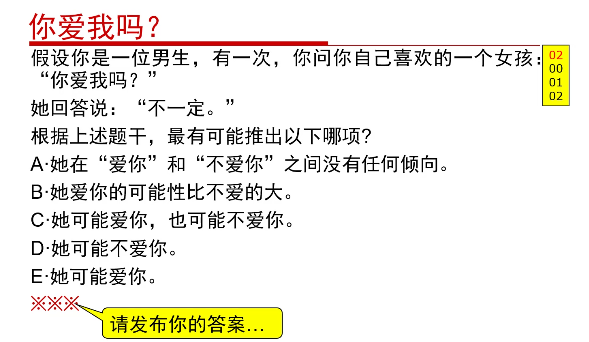 你爱我吗？
假设你是一位男生，有一次，你问你自己喜欢的一个女孩：
“你爱我吗？”
她回答说：“不一定。”
根据上述题干，最有可能推出以下哪项？
A·她在“爱你”和“不爱你”之间没有任何倾向。
B·她爱你的可能性比不爱的大。
C·她可能爱你，也可能不爱你。
D·她可能不爱你。
E·她可能爱你。
※※※
请发布你的答案…
02
00
01
02